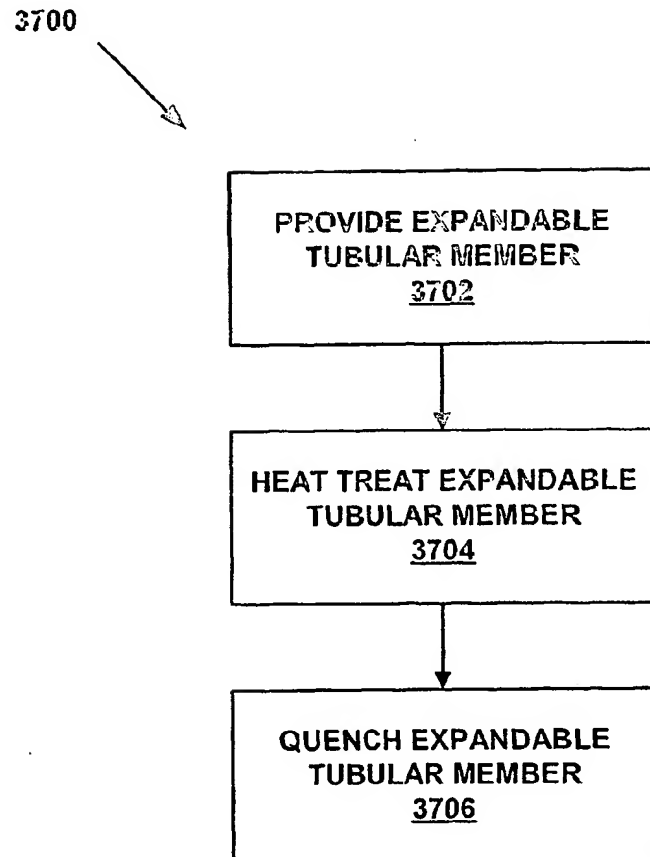 3700
PROVIDE EXPANDABLE
TUBULAR MEMBER
3702
HEAT TREAT EXPANDABLE
TUBULAR MEMBER
3704
QUENCH EXPANDABLE
TUBULAR MEMBER
3706